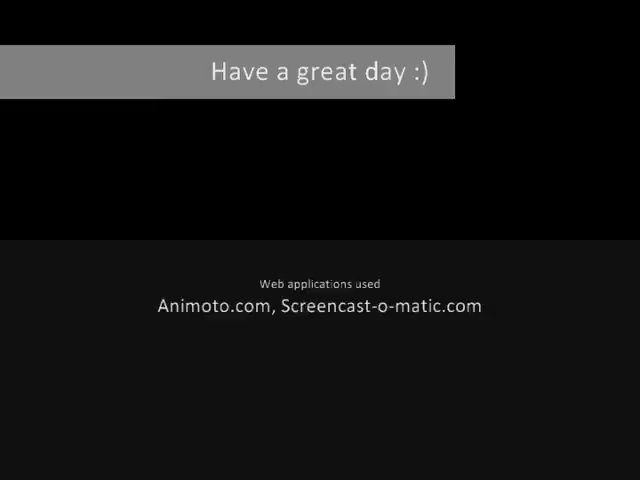 Have a great day :)
Web applications used
Animoto.com, Screencast-o-matic.com